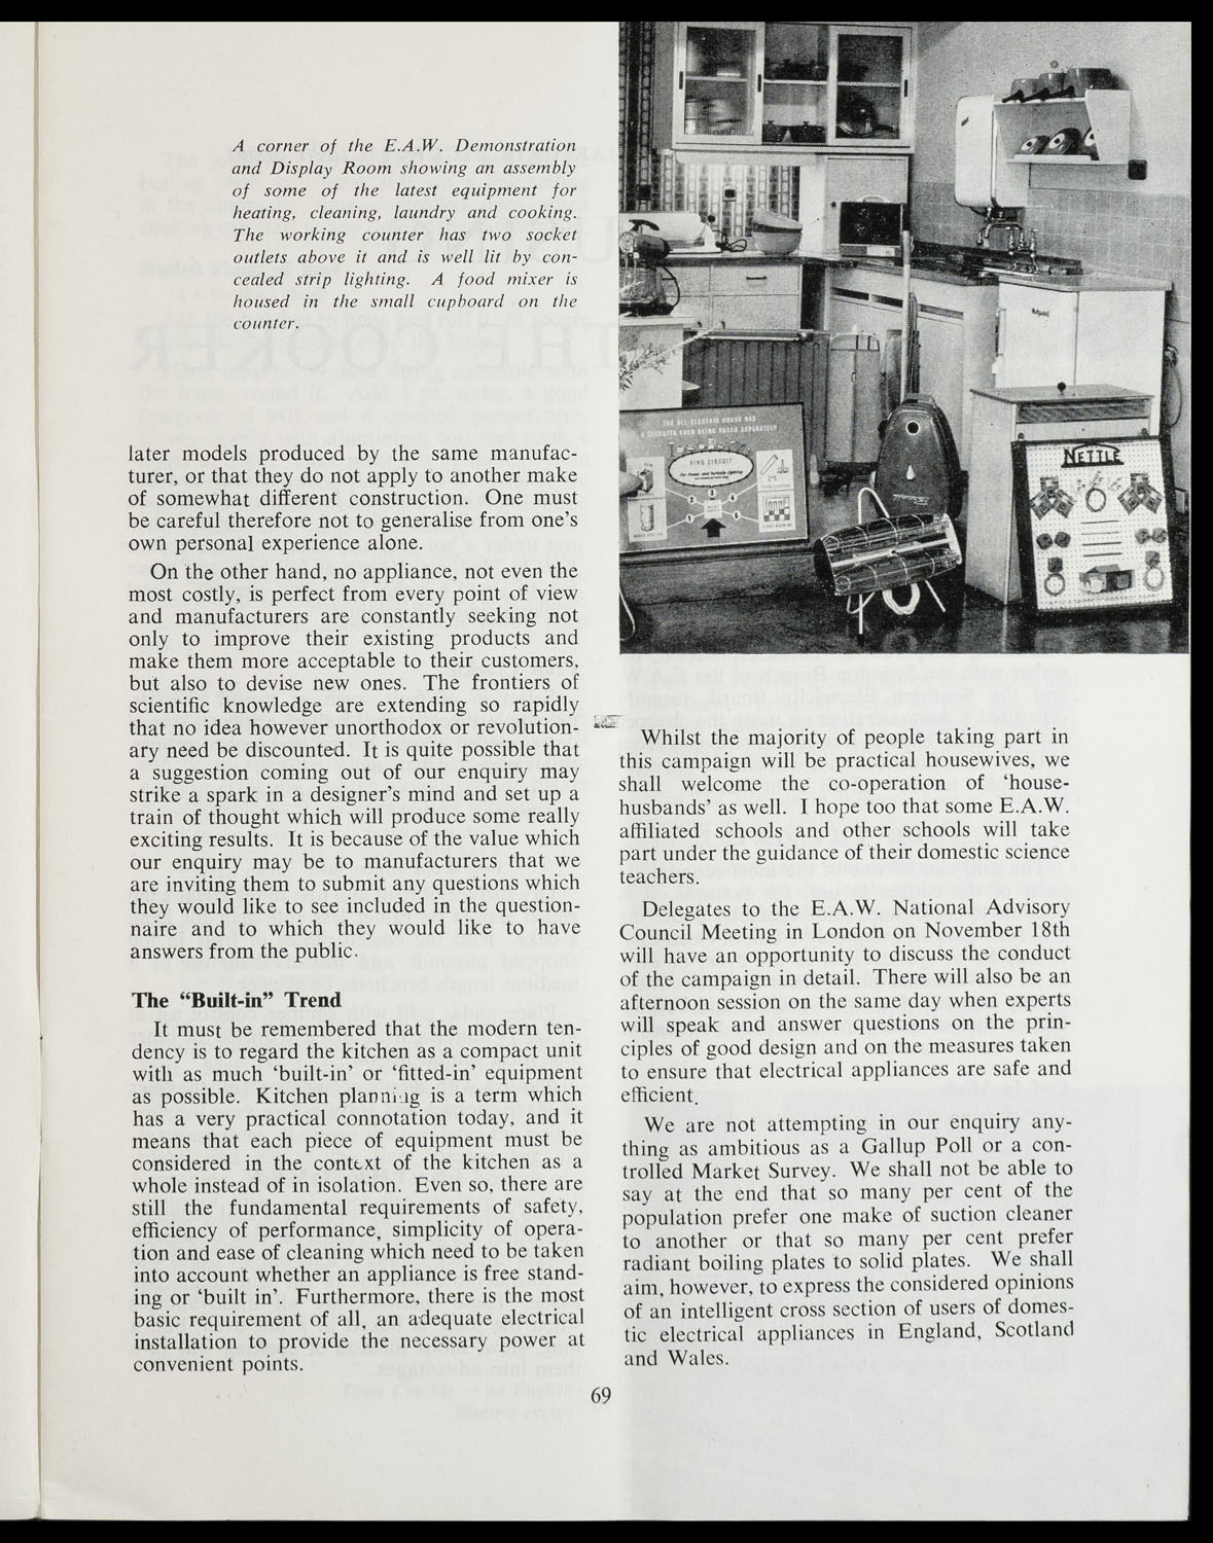 A corner of the E.A.W. Demonstration
and Display Room showing an assembly
of some of the latest equipment for
heating, cleaning, laundry and cooking.
The working counter has two socket
outlets above it and is well lit by con-
cealed strip lighting. A food mixer is
housed in the small cupboard on the
counter.
THE ALL-ELECTRIC HOUSE HAS
CIRCUITS EACH BEING FUSED SEPARATELY
RING CIRCUIT
NETTLE
later models produced by the same manufac-
turer, or that they do not apply to another make
of somewhat different construction. One must
be careful therefore not to generalise from one's
own personal experience alone.
On the other hand, no appliance, not even the
most costly, is perfect from every point of view
and manufacturers are constantly seeking not
only to improve their existing products and
make them more acceptable to their customers,
but also to devise new ones. The frontiers of
scientific knowledge are extending so rapidly
that no idea however unorthodox or revolution-
ary need be discounted. It is quite possible that
a suggestion coming out of our enquiry may
strike a spark in a designer's mind and set up a
train of thought which will produce some really
exciting results. It is because of the value which
our enquiry may be to manufacturers that we
are inviting them to submit any questions which
they would like to see included in the question-
naire and to which they would like to have
answers from the public.
The “Built-in” Trend
It must be remembered that the modern ten-
dency is to regard the kitchen as a compact unit
with as much ‘built-in’ or ‘fitted-in’ equipment
as possible. Kitchen planning is a term which
has a very practical connotation today, and it
means that each piece of equipment must be
considered in the context of the kitchen as a
whole instead of in isolation. Even so, there are
still the fundamental requirements of safety,
efficiency of performance, simplicity of opera-
tion and ease of cleaning which need to be taken
into account whether an appliance is free stand-
ing or ‘built in’. Furthermore, there is the most
basic requirement of all, an adequate electrical
installation to provide the necessary power at
convenient points.
Whilst the majority of people taking part in
this campaign will be practical housewives, we
shall welcome the co-operation of ‘house-
husbands’ as well. I hope too that some E.A.W.
affiliated schools and other schools will take
part under the guidance of their domestic science
teachers.
Delegates to the E.A.W. National Advisory
Council Meeting in London on November 18th
will have an opportunity to discuss the conduct
of the campaign in detail. There will also be an
afternoon session on the same day when experts
will speak and answer questions on the prin-
ciples of good design and on the measures taken
to ensure that electrical appliances are safe and
efficient.
We are not attempting in our enquiry any-
thing as ambitious as a Gallup Poll or a con-
trolled Market Survey. We shall not be able to
say at the end that so many per cent of the
population prefer one make of suction cleaner
to another or that so many per cent prefer
radiant boiling plates to solid plates. We shall
aim, however, to express the considered opinions
of an intelligent cross section of users of domes-
tic electrical appliances in England, Scotland
and Wales.
69